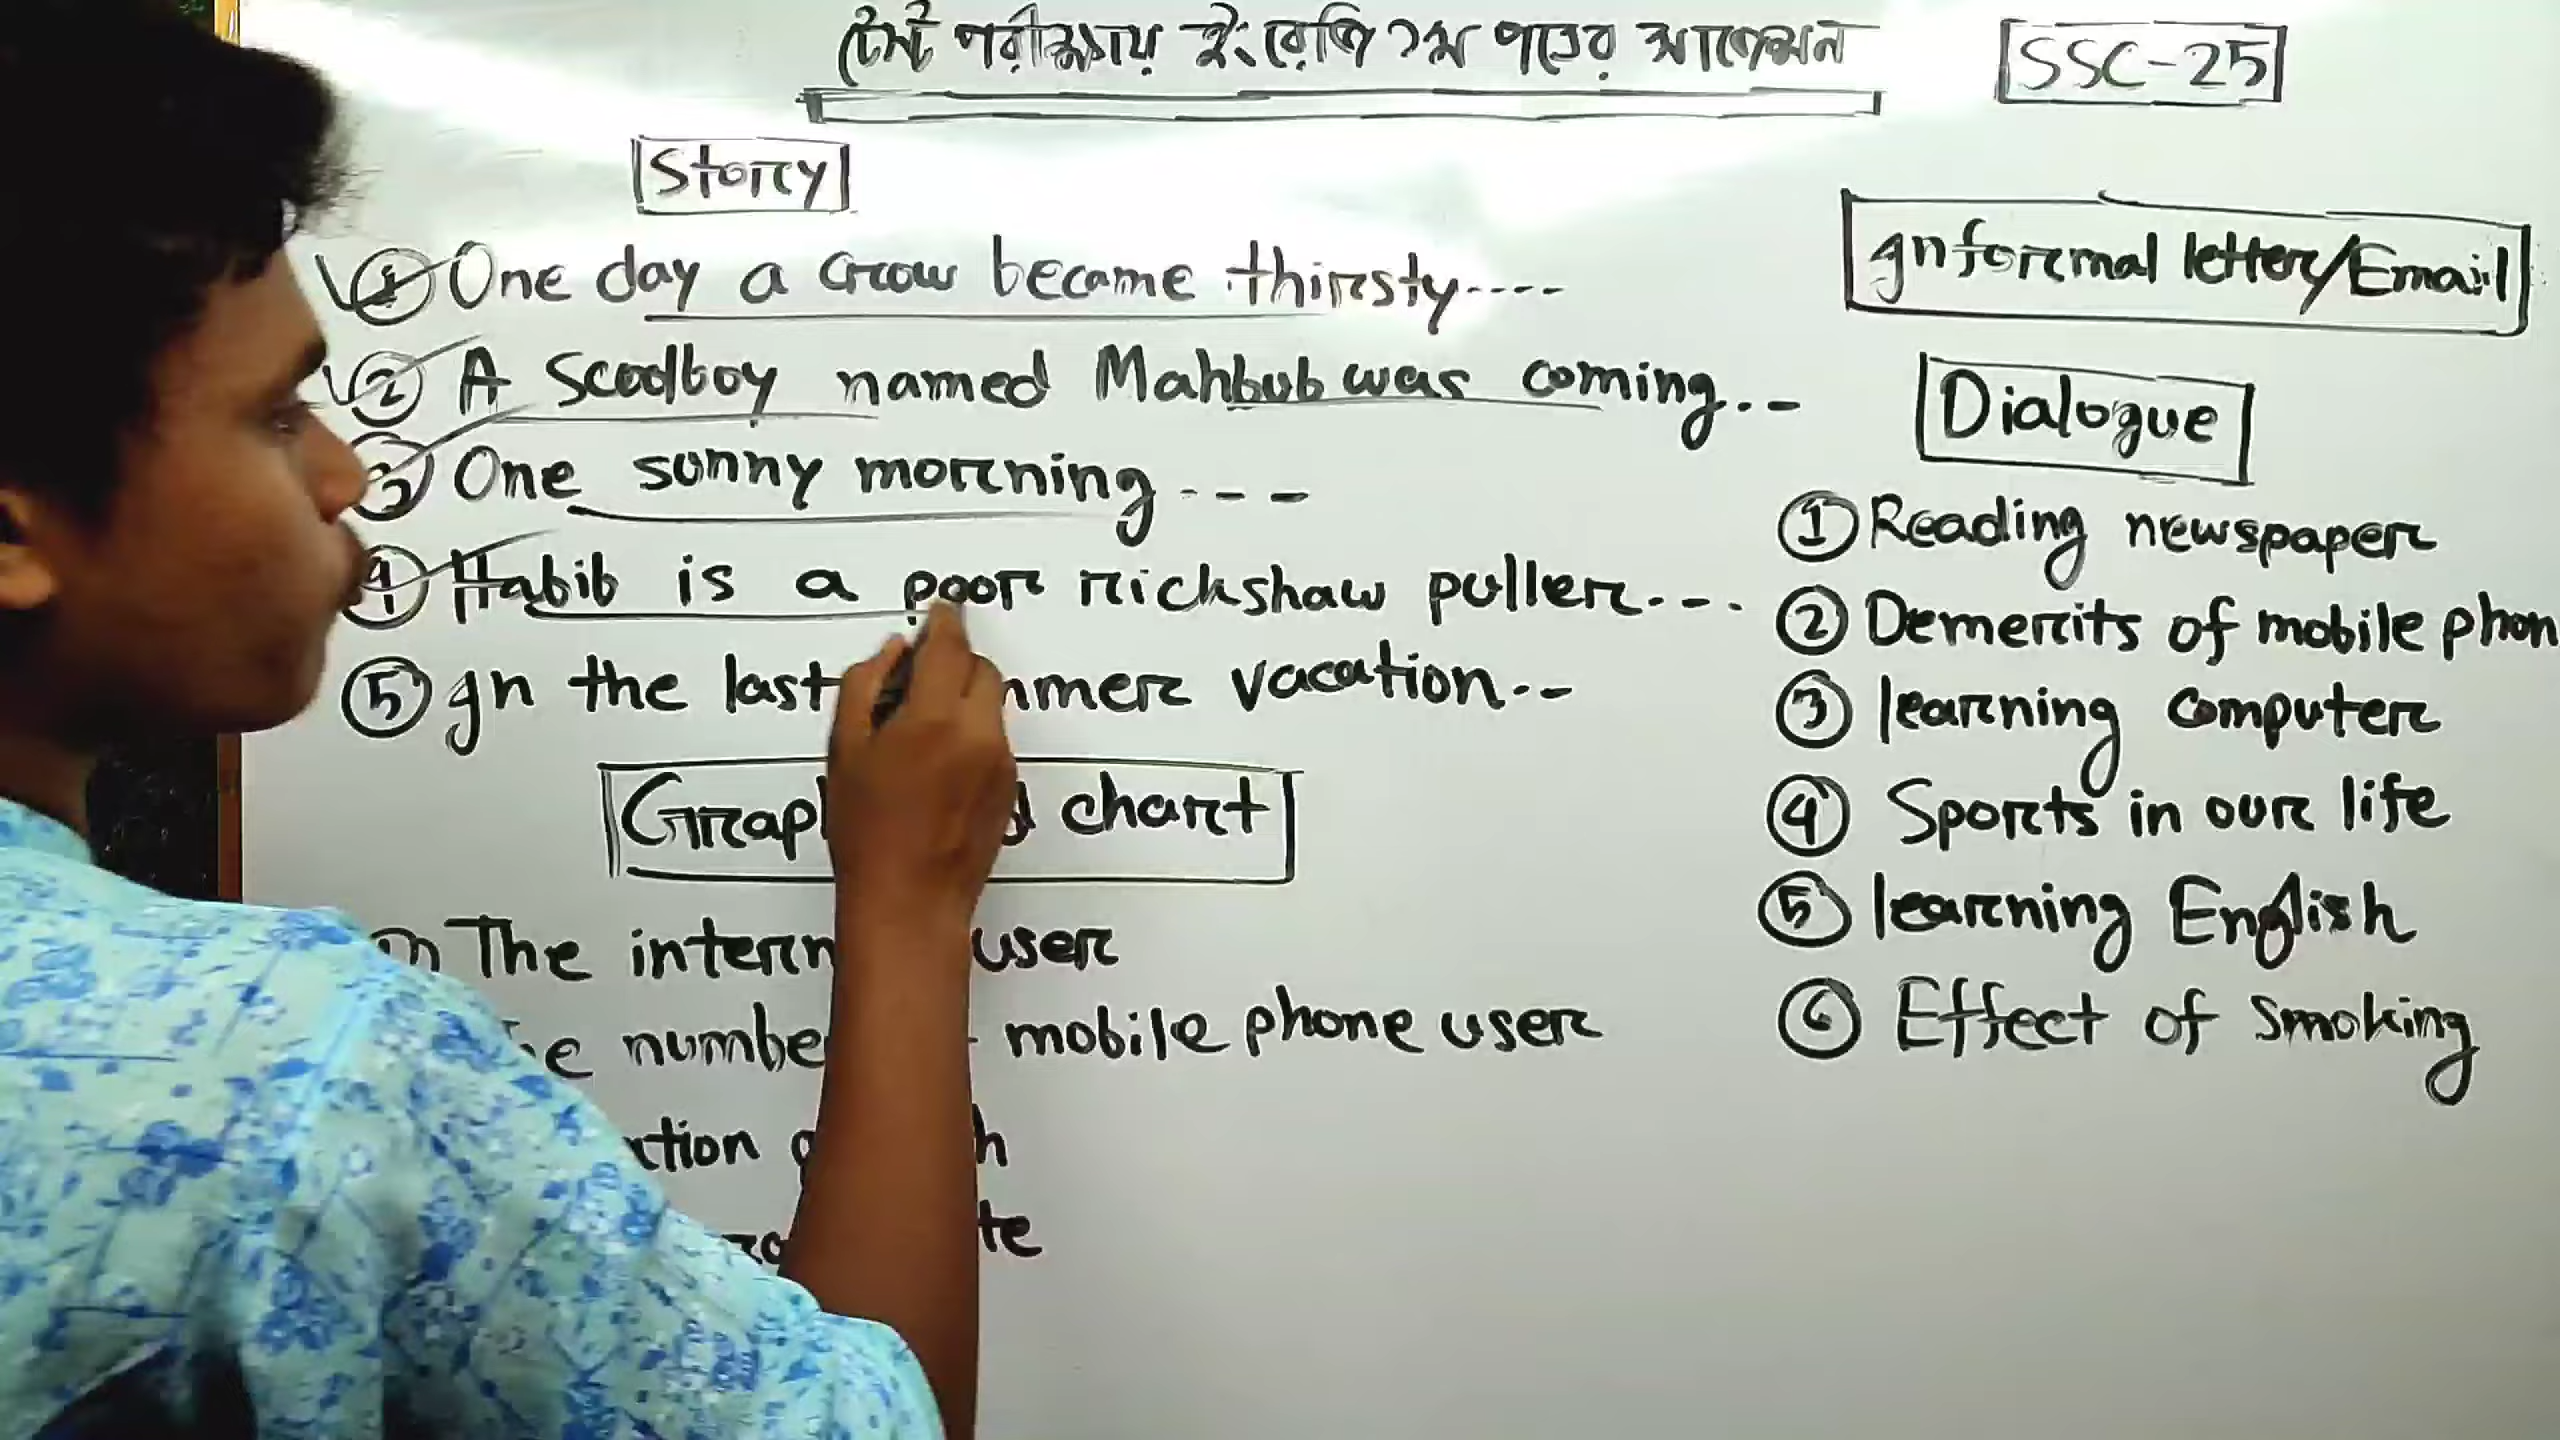 টেস্ট পরীক্ষায় ইংরেজি ১ম পত্রের সাজেশন
SSC-25
Story
① One day a crow became thirsty----
② A Scoolboy named Mahbub was coming..-
③ One sunny morning ---
④ Habib is a poor rickshaw puller---.
⑤ In the last vacation..-
chart
The user
mobile phone user
Informal letter/Email
Dialogue
① Reading newspaper
② Demerits of mobile phon
③ learning computer
④ Sports in our life
⑤ learning English
⑥ Effect of smoking